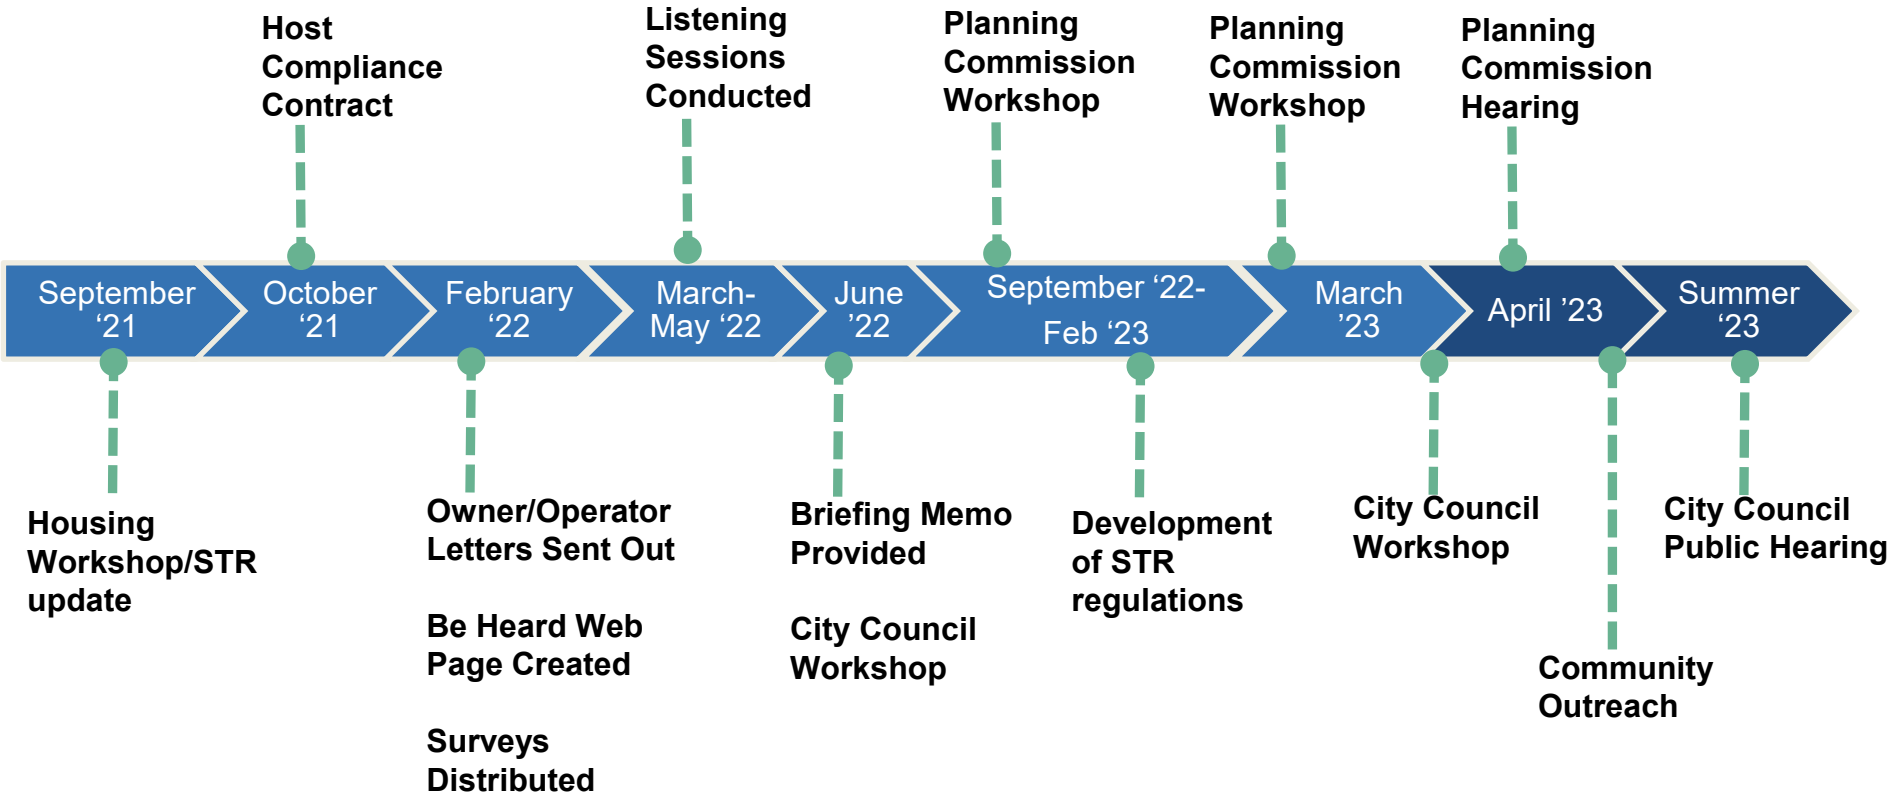 Host
Compliance
Contract
Listening
Sessions
Conducted
Planning
Commission
Workshop
Planning
Commission
Workshop
Planning
Commission
Hearing
September
‘21
October
‘21
February
‘22
March-
May ‘22
June
‘22
September ‘22-
Feb ‘23
March
’23
April ’23
Summer
‘23
Housing
Workshop/STR
update
Owner/Operator
Letters Sent Out
Be Heard Web
Page Created
Surveys
Distributed
Briefing Memo
Provided
City Council
Workshop
Development
of STR
regulations
City Council
Workshop
Community
Outreach
City Council
Public Hearing